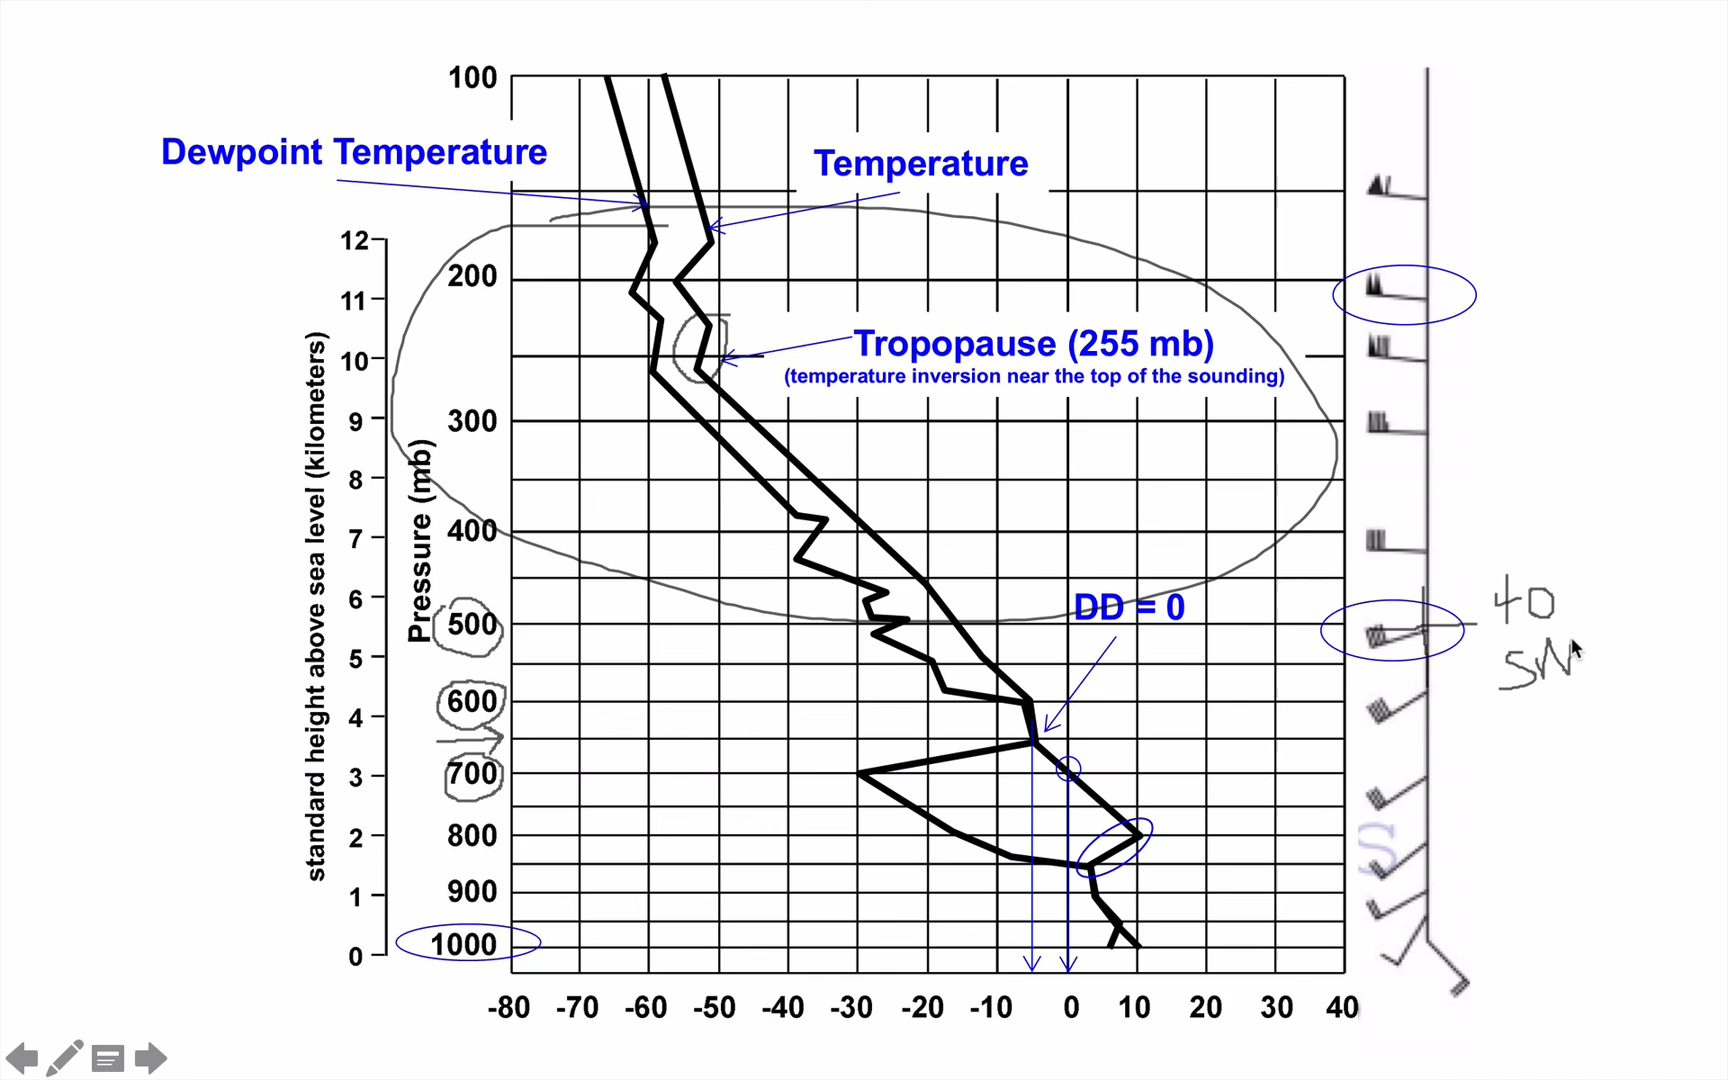 100
Dewpoint Temperature
Temperature
12
200
11
Tropopause (255 mb)
10
(temperature inversion near the top of the sounding)
9
300
8
7
400
6
500
DD = 0
40
SW
5
600
4
3
700
2
800
S
1
900
0
1000
standard height above sea level (kilometers)
Pressure (mb)
-80 -70 -60 -50 -40 -30 -20 -10 0 10 20 30 40